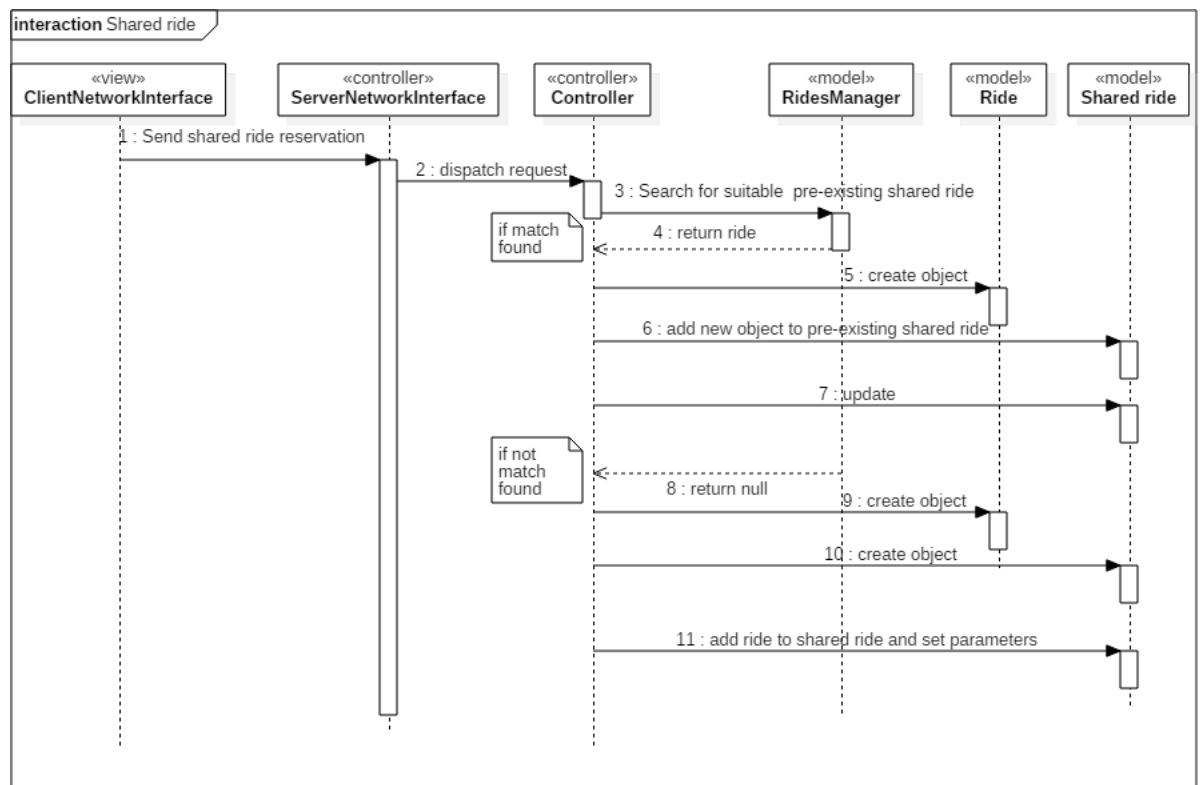 interaction Shared ride
«view»
ClientNetworkInterface
«controller»
ServerNetworkInterface
«controller»
Controller
«model»
RidesManager
«model»
Ride
«model»
Shared ride
1 : Send shared ride reservation
2 : dispatch request
3 : Search for suitable  pre-existing shared ride
if match
found
4 : return ride
5 : create object
6 : add new object to pre-existing shared ride
7 : update
if not
match
found
8 : return null
9 : create object
10 : create object
11 : add ride to shared ride and set parameters